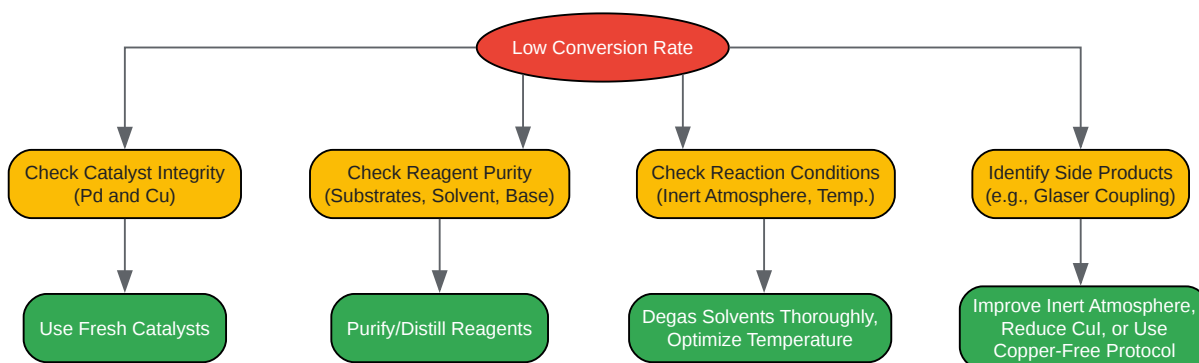 Low Conversion Rate
Check Catalyst Integrity
(Pd and Cu)
Check Reagent Purity
(Substrates, Solvent, Base)
Check Reaction Conditions
(Inert Atmosphere, Temp.)
Identify Side Products
(e.g., Glaser Coupling)
Use Fresh Catalysts
Purify/Distill Reagents
Degas Solvents Thoroughly,
Optimize Temperature
Improve Inert Atmosphere,
Reduce CuI, or Use
Copper-Free Protocol